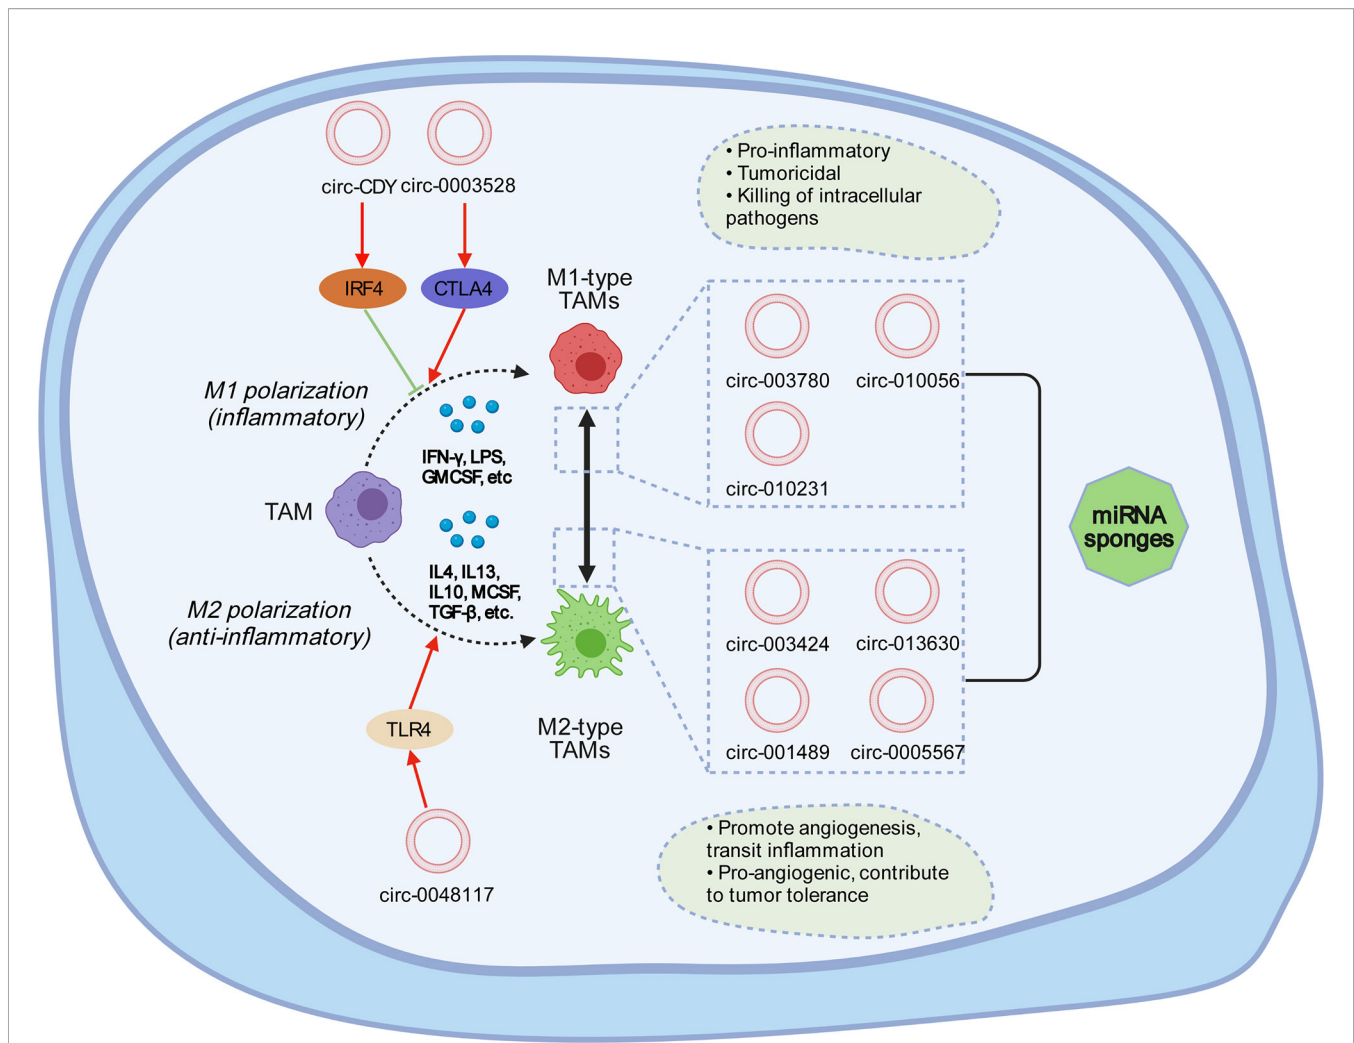 circ-CDY circ-0003528
IRF4
CTLA4
M1 polarization
(inflammatory)
IFN-γ, LPS,
GMCSF, etc
TAM
IL4, IL13,
IL10, MCSF,
TGF-β, etc.
M2 polarization
(anti-inflammatory)
TLR4
circ-0048117
M1-type
TAMs
M2-type
TAMs
• Pro-inflammatory
• Tumoricidal
• Killing of intracellular
pathogens
circ-003780
circ-010056
circ-010231
circ-003424
circ-013630
circ-001489
circ-0005567
miRNA
sponges
• Promote angiogenesis,
transit inflammation
• Pro-angiogenic, contribute
to tumor tolerance